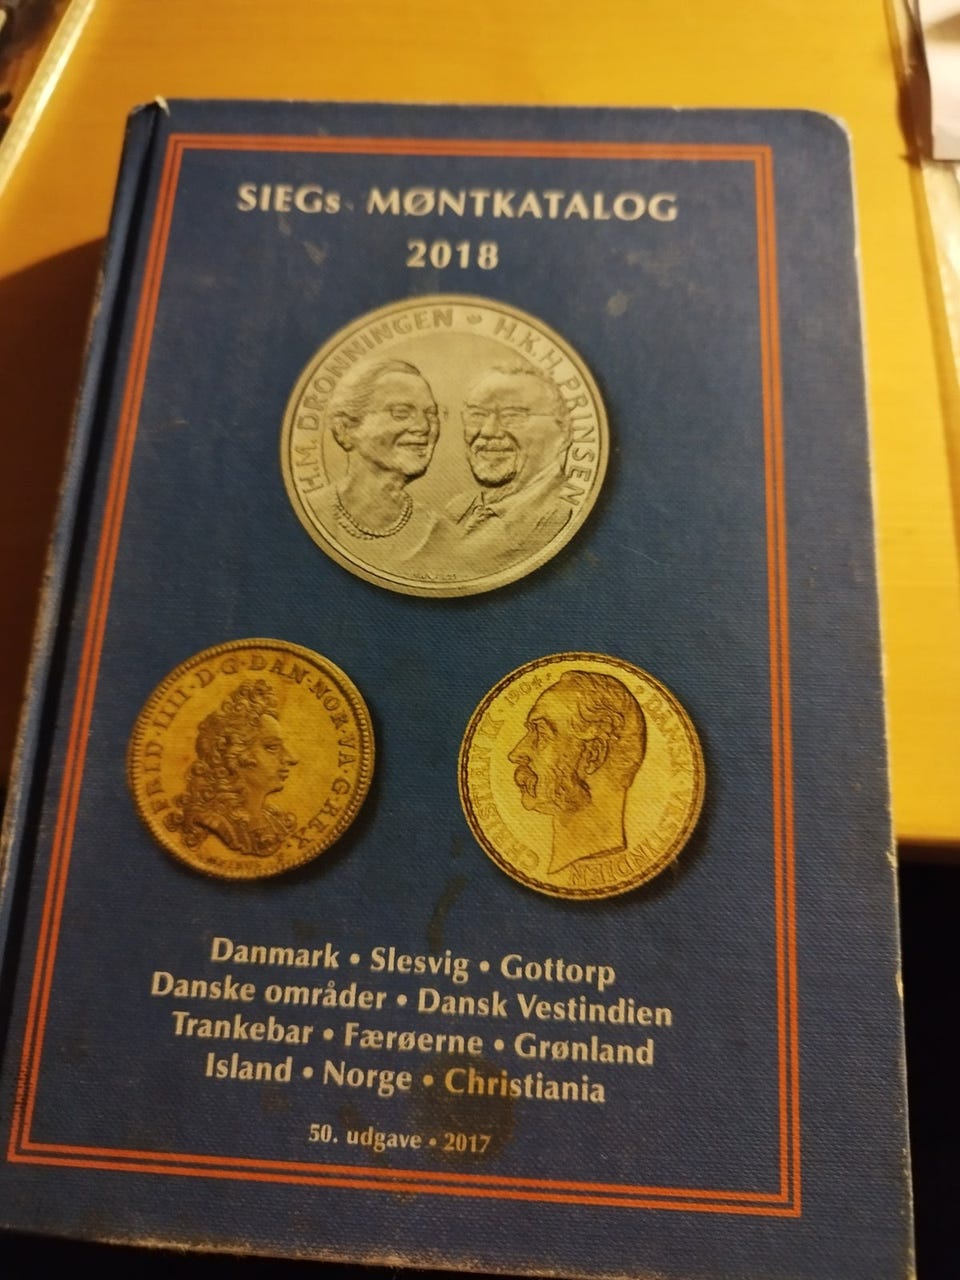 SIEGs MØNTKATALOG
2018
H.M. DRONNINGEN • H.K.H. PRINSEN
FRID·IIII·D·G·DAN·NOR·VA·G·REX
CHRISTIAN IX 1904 DANSK VESTINDIEN
Danmark • Slesvig • Gottorp
Danske områder • Dansk Vestindien
Trankebar • Færøerne • Grønland
Island • Norge • Christiania
50. udgave • 2017